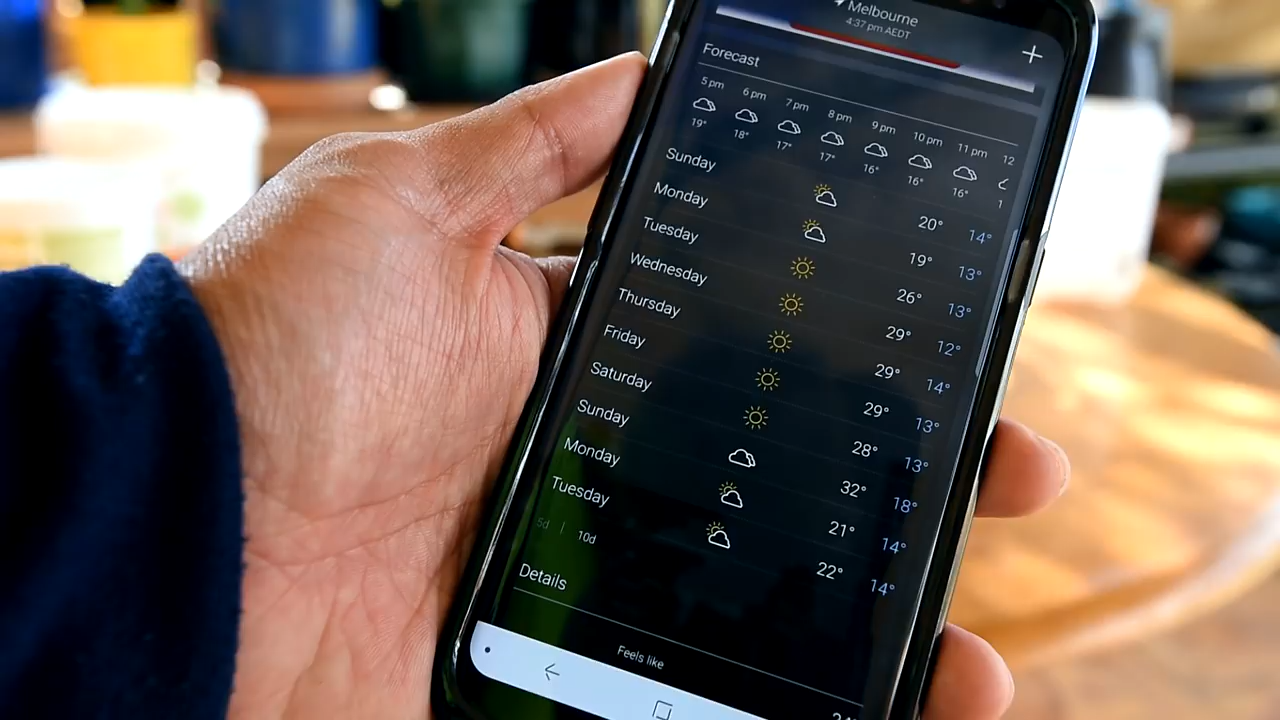 Melbourne
4:37 pm AEDT
+
Forecast
5 pm 6 pm 7 pm 8 pm 9 pm 10 pm 11 pm 12
19° 18° 17° 17° 16° 16° 16° 1
Sunday 20° 14°
Monday 19° 13°
Tuesday 26° 13°
Wednesday 29° 12°
Thursday 29° 14°
Friday 29° 13°
Saturday 28° 13°
Sunday 32° 18°
Monday 21° 14°
Tuesday 22° 14°
5d | 10d
Details
Feels like